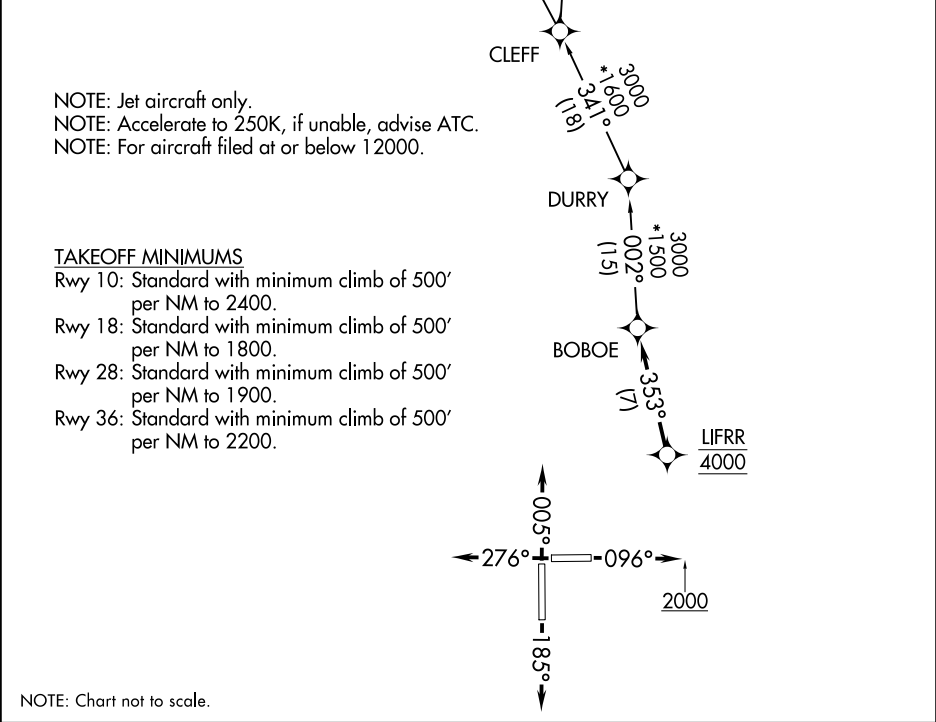 CLEFF
3000
*1600
341°
(18)
NOTE: Jet aircraft only.
NOTE: Accelerate to 250K, if unable, advise ATC.
NOTE: For aircraft filed at or below 12000.
DURRY
3000
*1500
002°
(15)
TAKEOFF MINIMUMS
Rwy 10: Standard with minimum climb of 500'
per NM to 2400.
Rwy 18: Standard with minimum climb of 500'
per NM to 1800.
Rwy 28: Standard with minimum climb of 500'
per NM to 1900.
Rwy 36: Standard with minimum climb of 500'
per NM to 2200.
BOBOE
353°
(7)
LIFRR
4000
005°
276°
096°
2000
185°
NOTE: Chart not to scale.